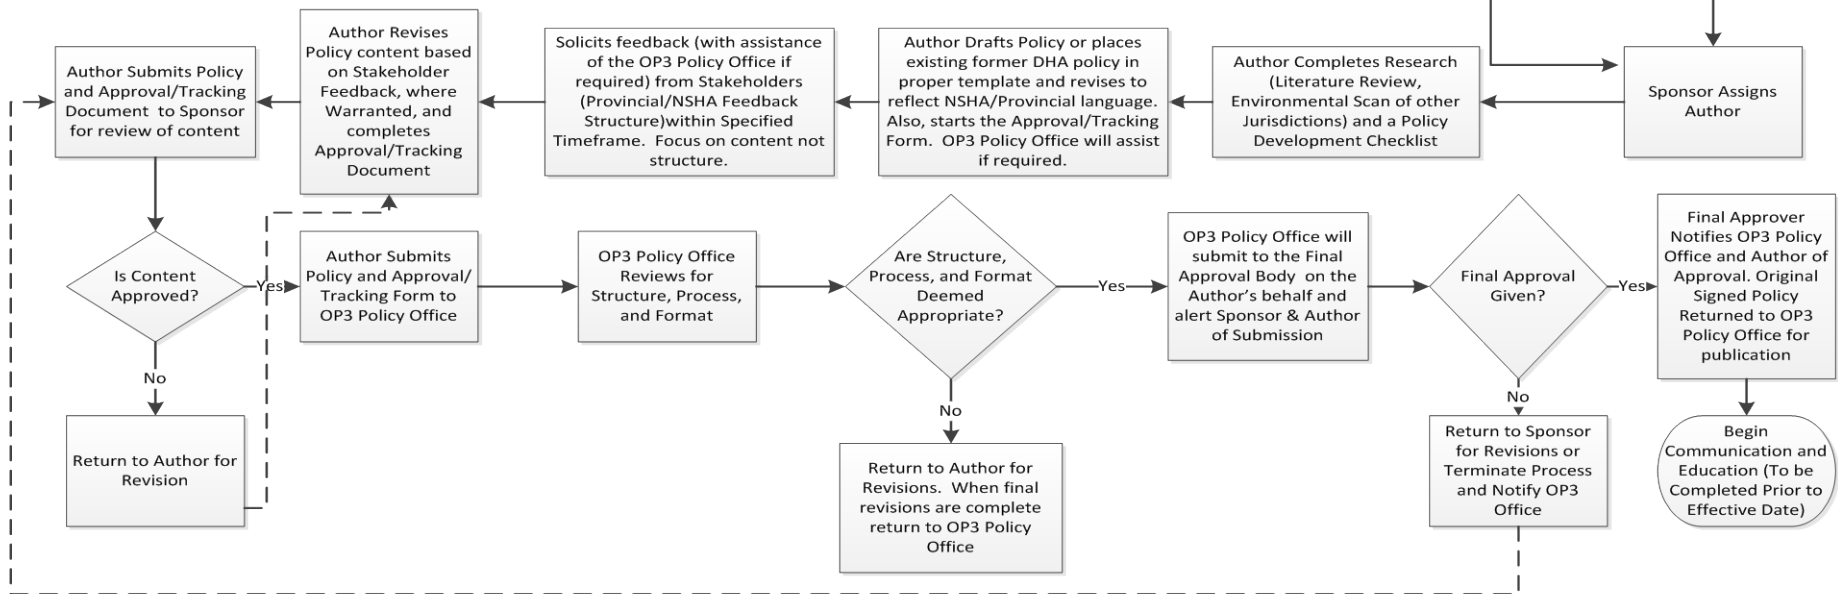 Author Submits Policy
and Approval/Tracking
Document to Sponsor
for review of content
Author Revises
Policy content based
on Stakeholder
Feedback, where
Warranted, and
completes
Approval/Tracking
Document
Solicits feedback (with assistance
of the OP3 Policy Office if
required) from Stakeholders
(Provincial/NSHA Feedback
Structure)within Specified
Timeframe. Focus on content not
structure.
Author Drafts Policy or places
existing former DHA policy in
proper template and revises to
reflect NSHA/Provincial language.
Also, starts the Approval/Tracking
Form. OP3 Policy Office will assist
if required.
Author Completes Research
(Literature Review,
Environmental Scan of other
Jurisdictions) and a Policy
Development Checklist
Sponsor Assigns
Author
Is Content
Approved?
Yes
Author Submits
Policy and Approval/
Tracking Form to
OP3 Policy Office
OP3 Policy Office
Reviews for
Structure, Process,
and Format
Are Structure,
Process, and Format
Deemed
Appropriate?
Yes
OP3 Policy Office will
submit to the Final
Approval Body on the
Author's behalf and
alert Sponsor & Author
of Submission
Final Approval
Given?
Yes
Final Approver
Notifies OP3 Policy
Office and Author of
Approval. Original
Signed Policy
Returned to OP3
Policy Office for
publication
No
Return to Author for
Revision
No
Return to Author for
Revisions. When final
revisions are complete
return to OP3 Policy
Office
No
Return to Sponsor
for Revisions or
Terminate Process
and Notify OP3
Office
Begin
Communication and
Education (To be
Completed Prior to
Effective Date)